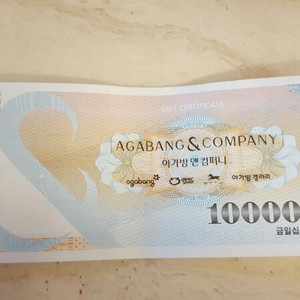 GIFT CERTIFICATE
AGABANG&COMPANY
아가방 앤 컴퍼니
agabang 아가방 갤러리
10000
금일십